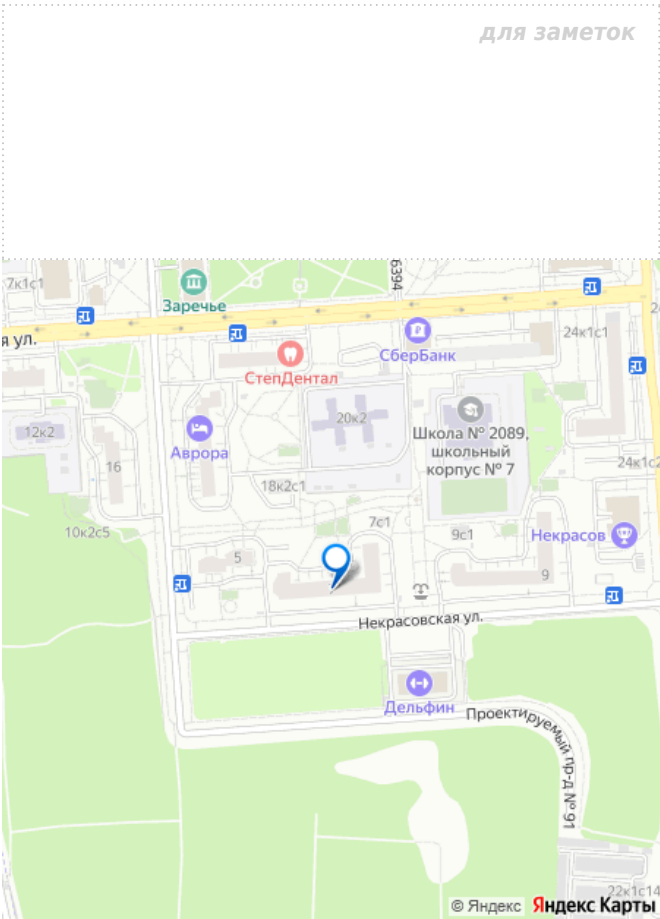 для заметок
7к1с1
6394
Заречье
24к1с1
я ул.
СберБанк
СтепДентал
12к2
20к2
Школа № 2089,
школьный
корпус № 7
Аврора
16
24к1с2
18к2с1
7с1
10к2с5
9с1
Некрасов
5
9
Некрасовская ул.
Дельфин
Проектируемый пр-д № 91
22к1с14
© Яндекс Яндекс Карты